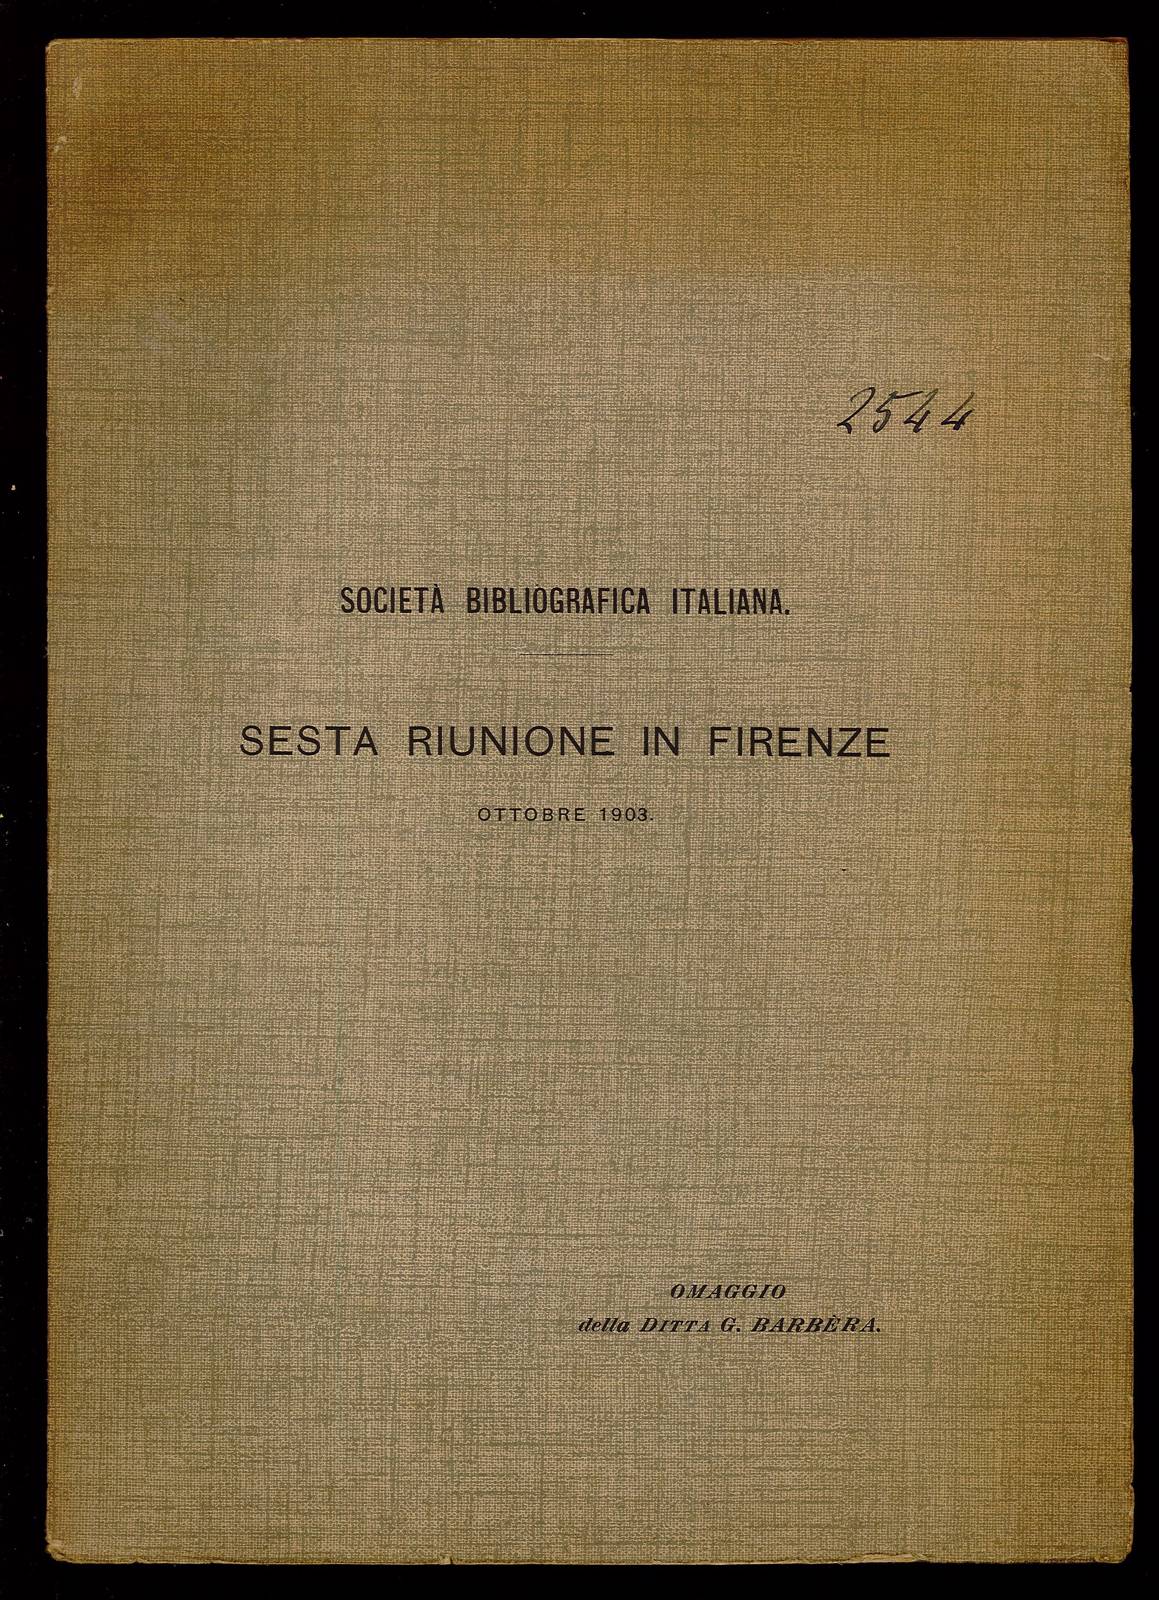 2544
SOCIETÀ BIBLIOGRAFICA ITALIANA.
SESTA RIUNIONE IN FIRENZE
OTTOBRE 1903.
OMAGGIO
della DITTA G. BARBÈRA.